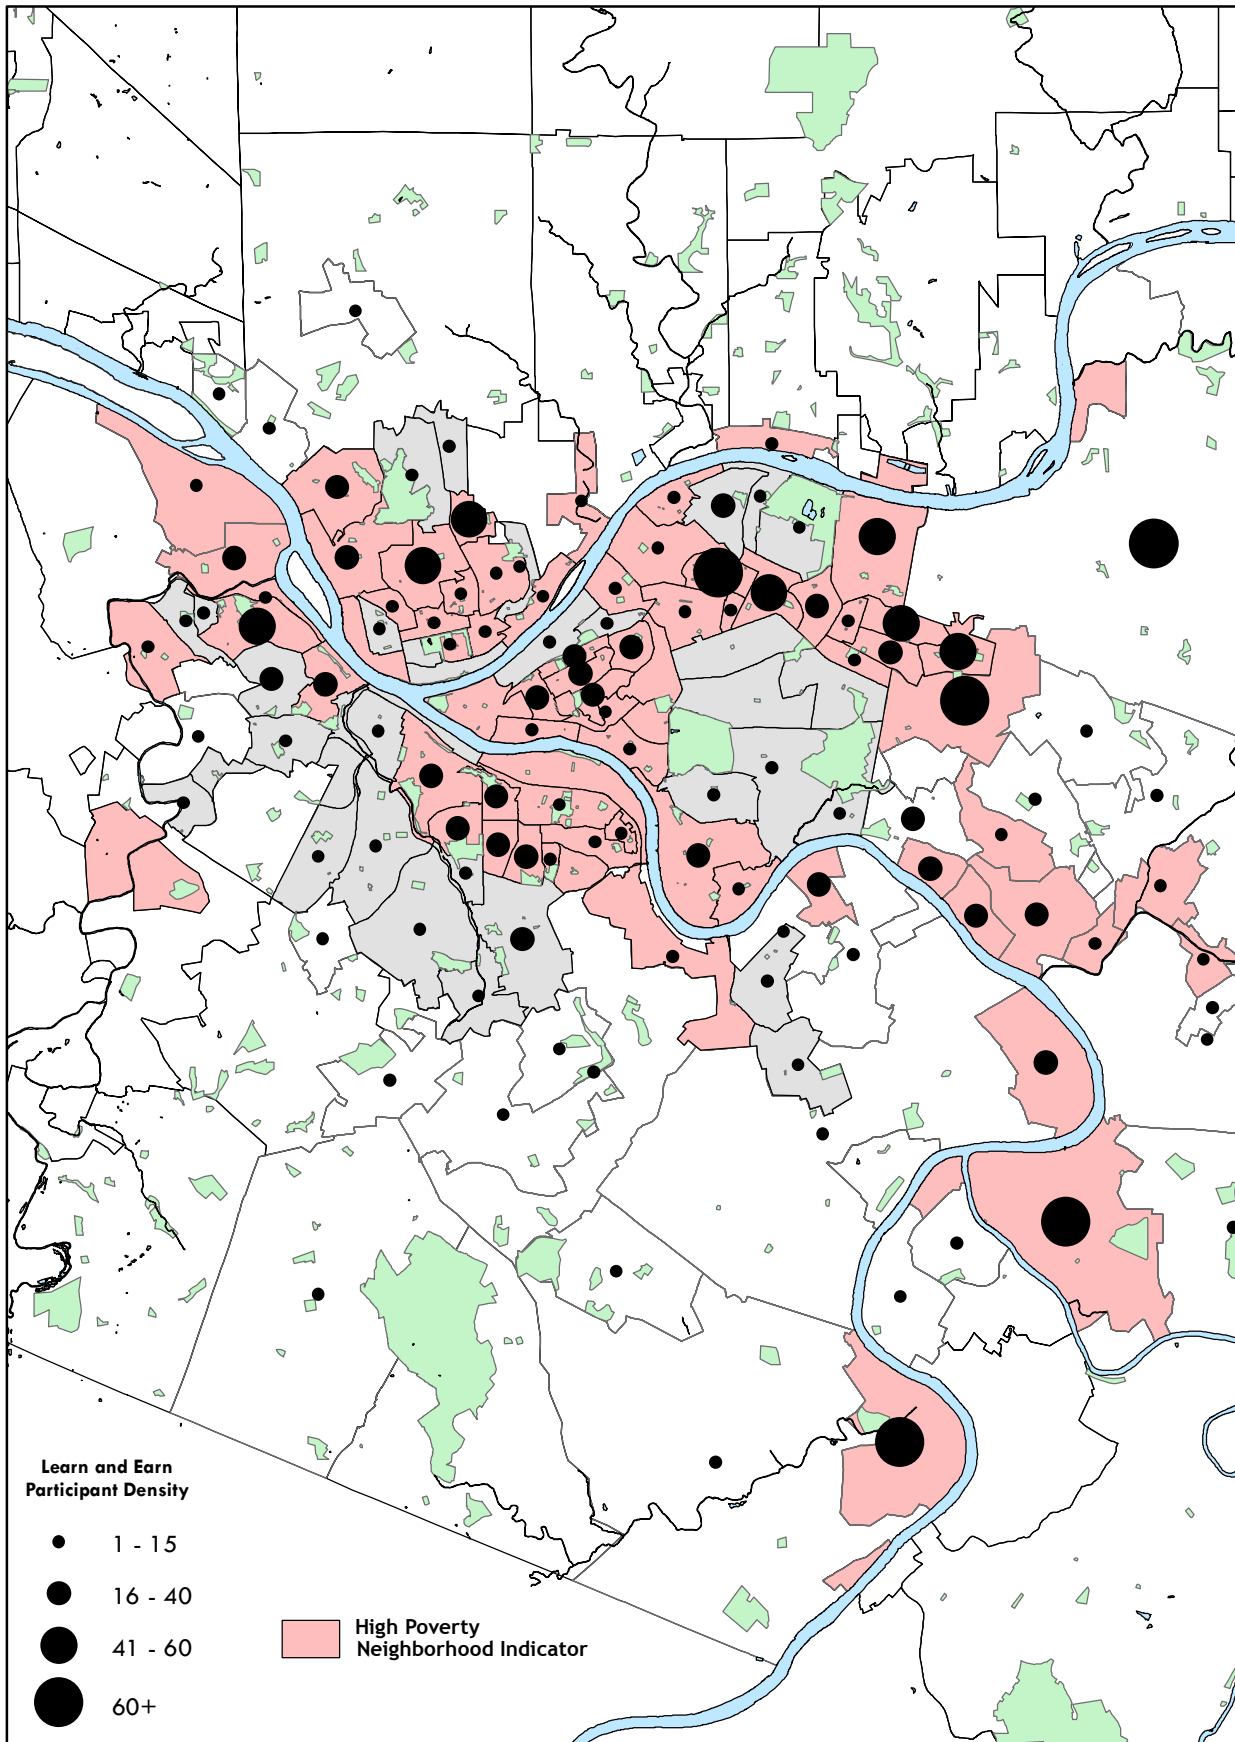 Learn and Earn
Participant Density
1 - 15
16 - 40
41 - 60
60+
High Poverty
Neighborhood Indicator